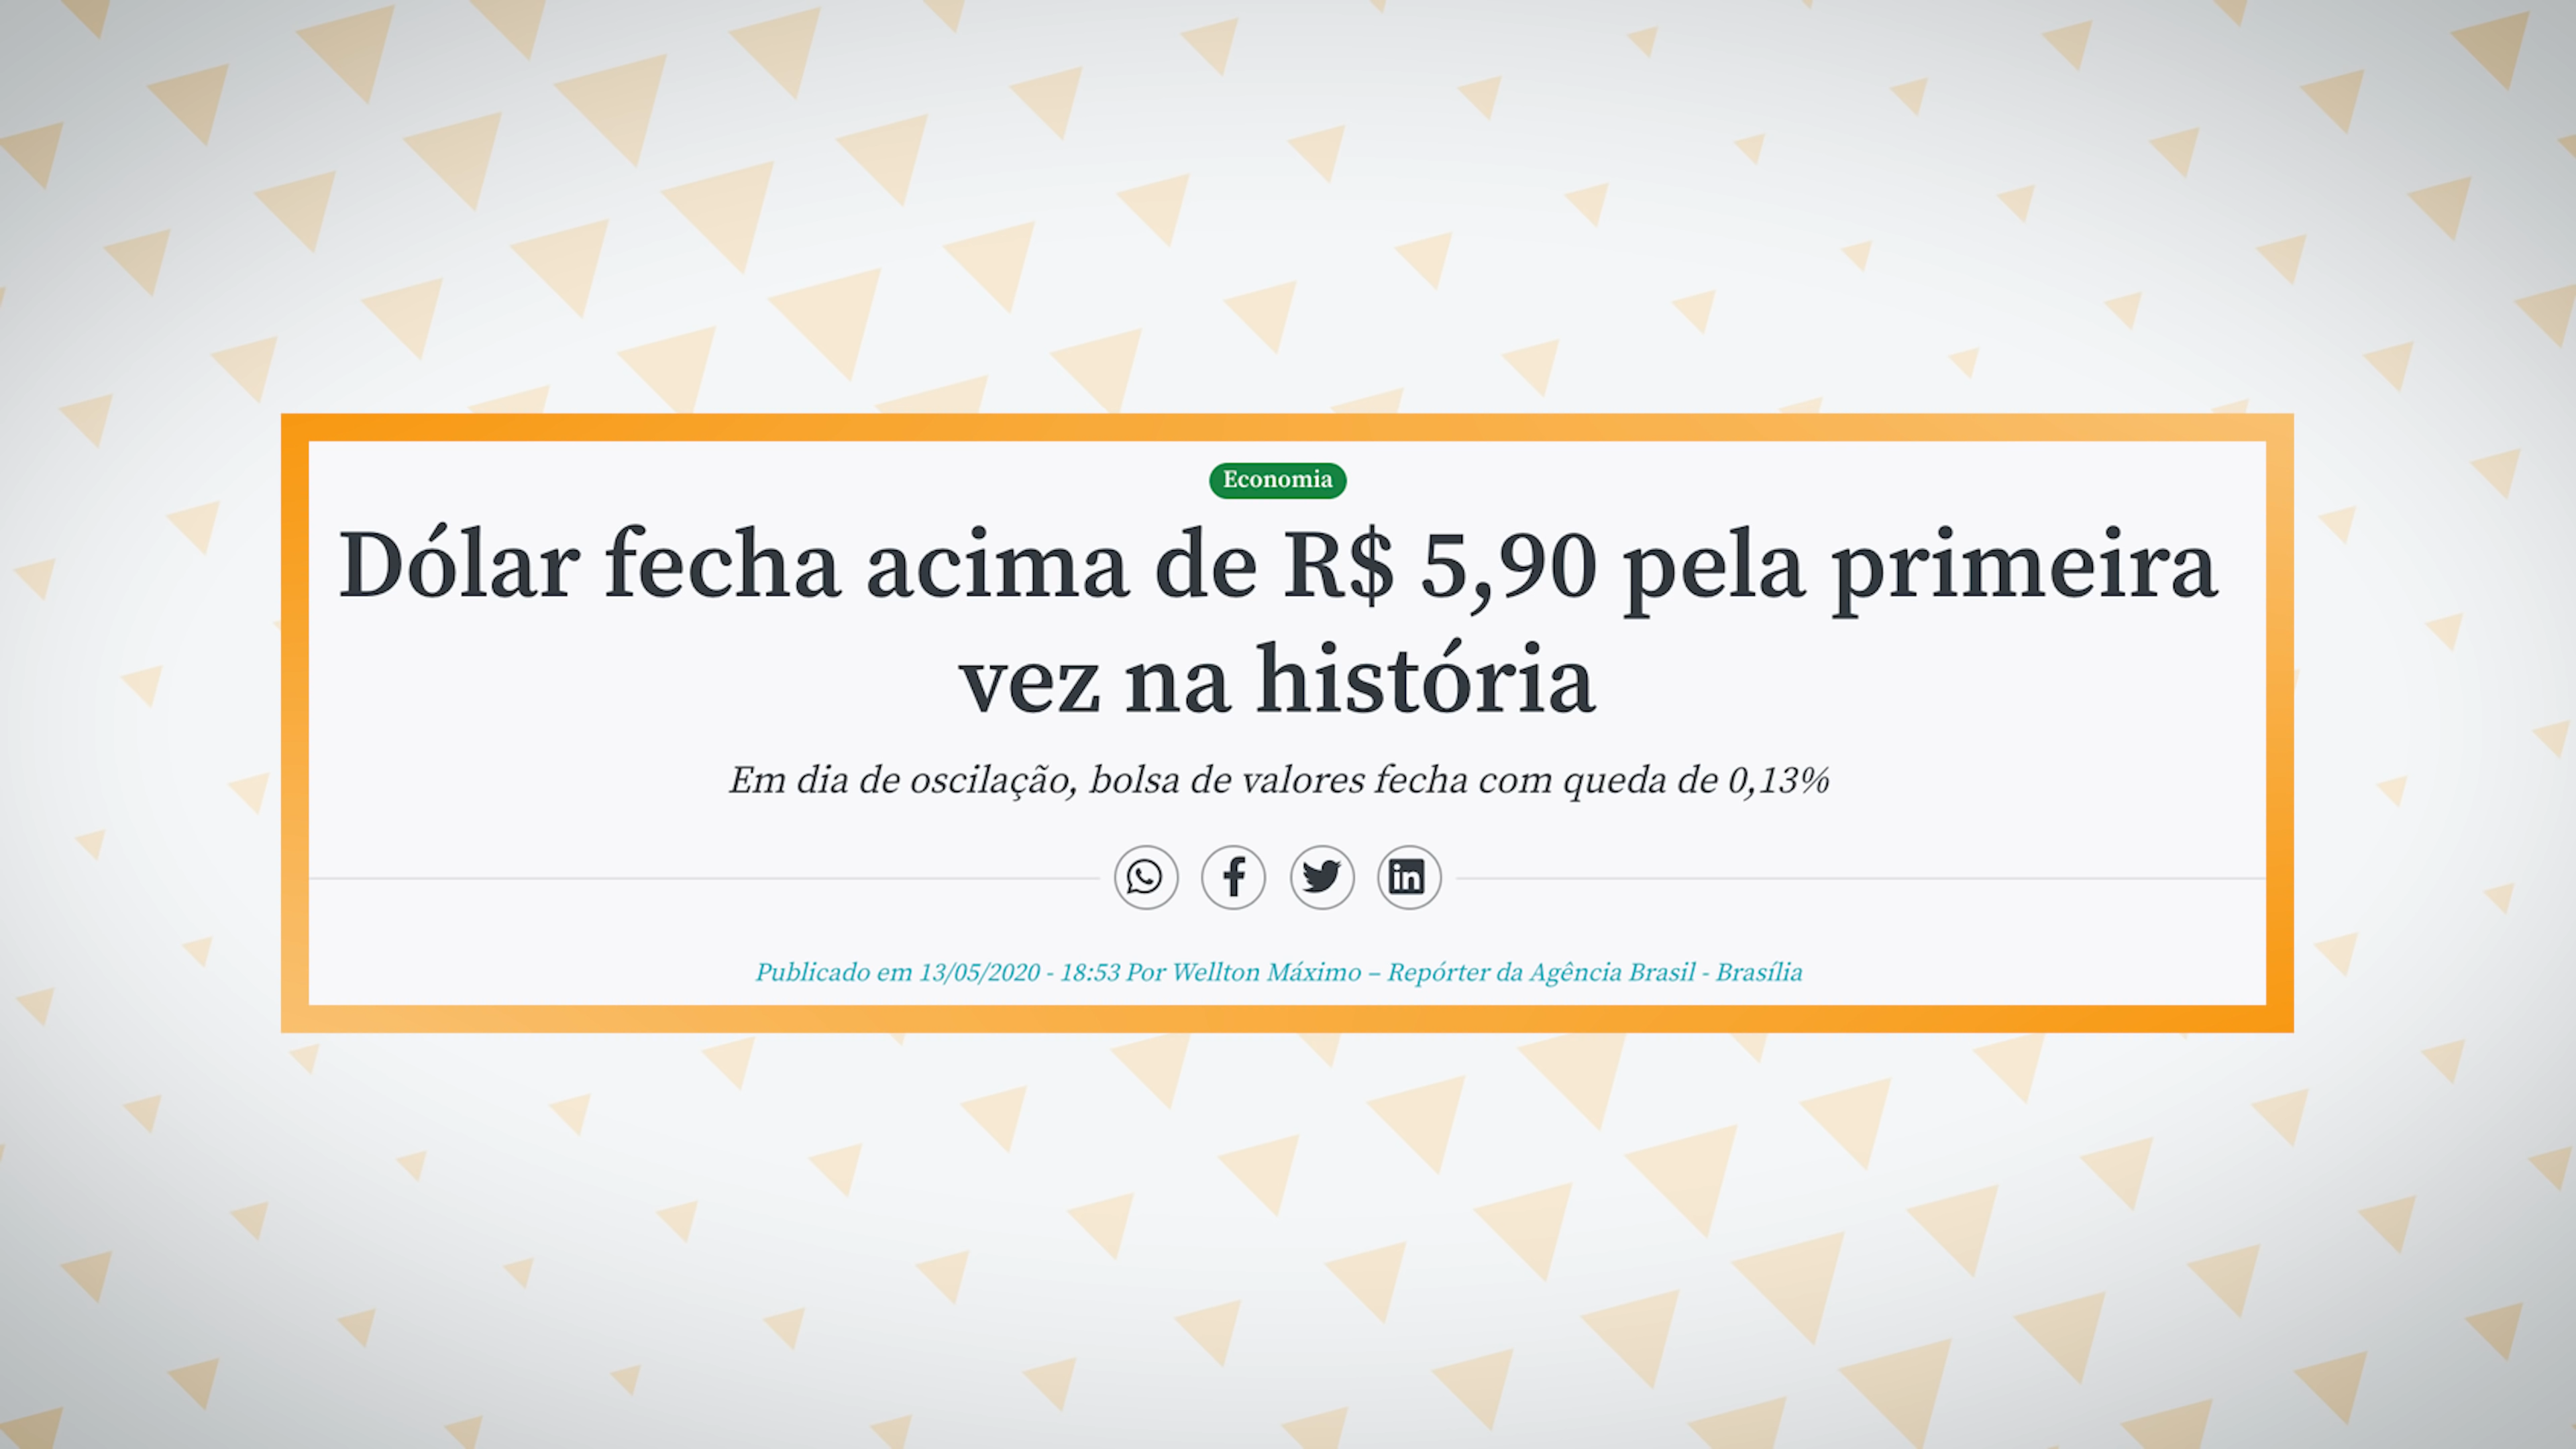 Economia
Dólar fecha acima de R$ 5,90 pela primeira
vez na história
Em dia de oscilação, bolsa de valores fecha com queda de 0,13%
Publicado em 13/05/2020 - 18:53 Por Wellton Máximo – Repórter da Agência Brasil - Brasília